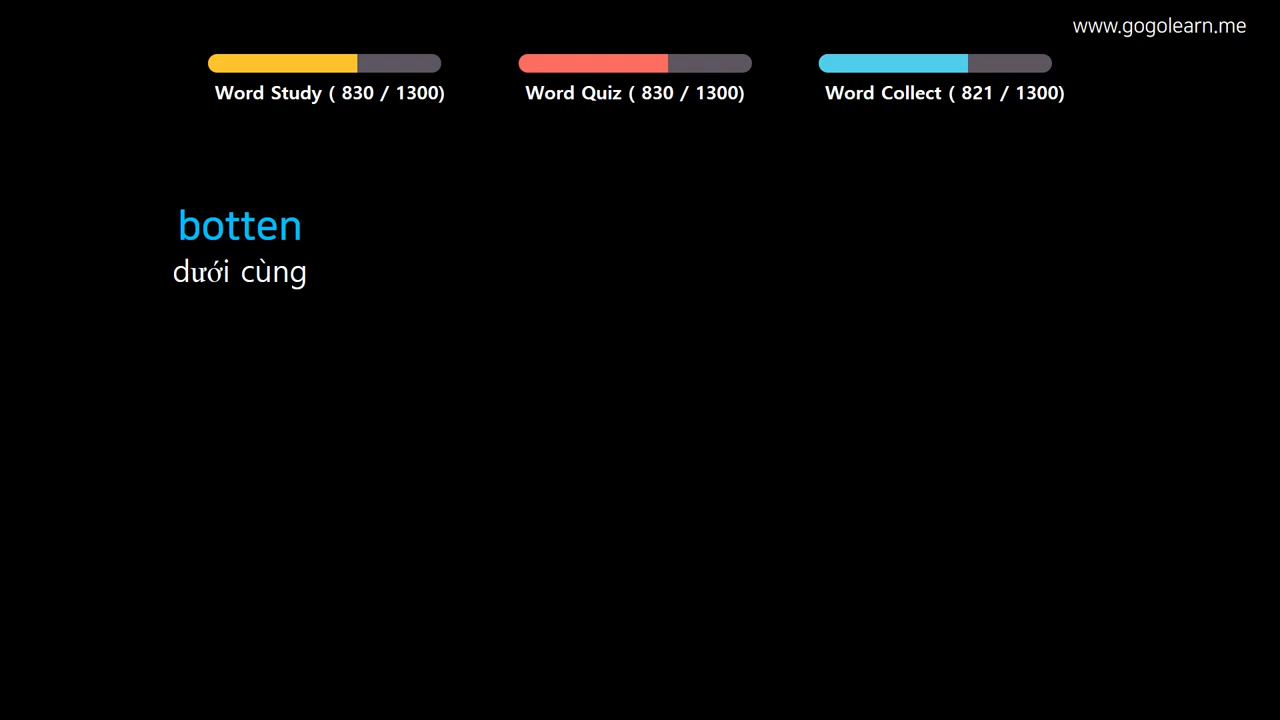 www.gogolearn.me
Word Study ( 830 / 1300)
Word Quiz ( 830 / 1300)
Word Collect ( 821 / 1300)
botten
dưới cùng